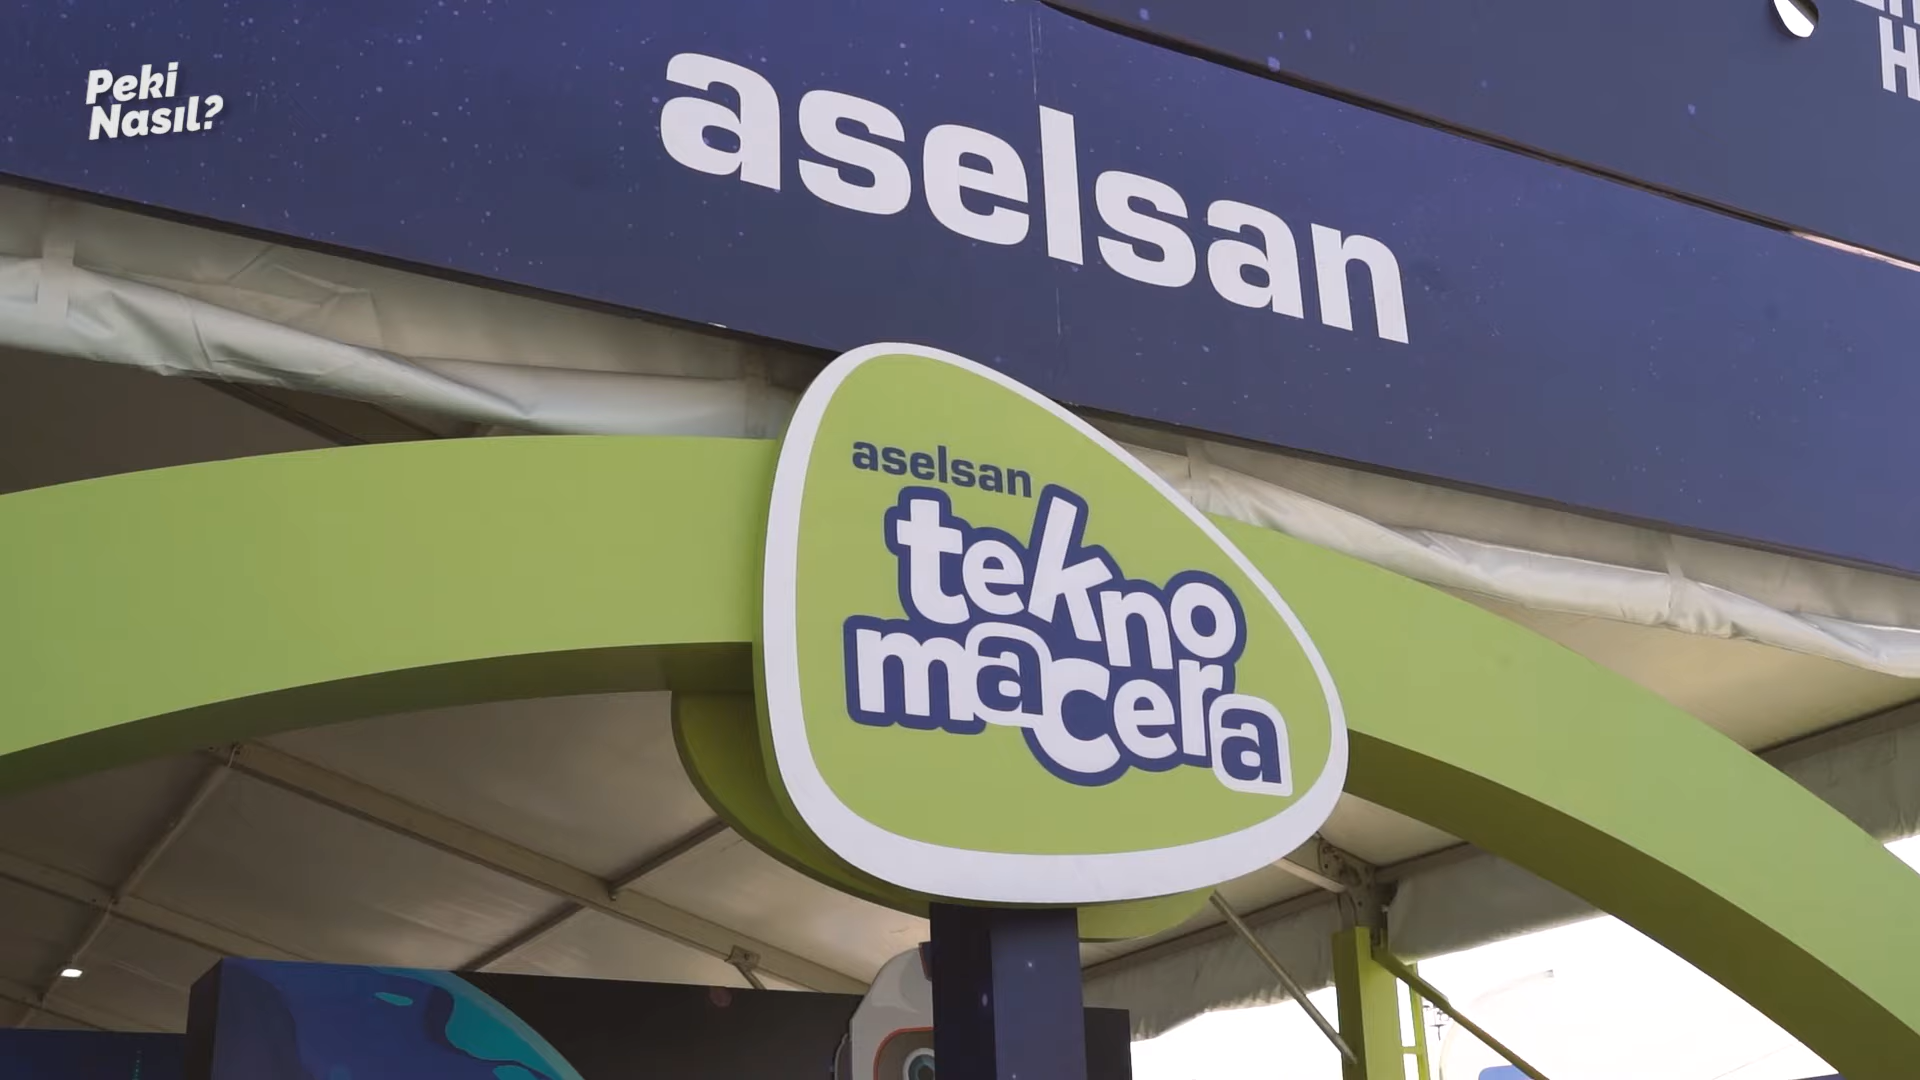 Peki
Nasıl?
aselsan
aselsan
tekno
macera